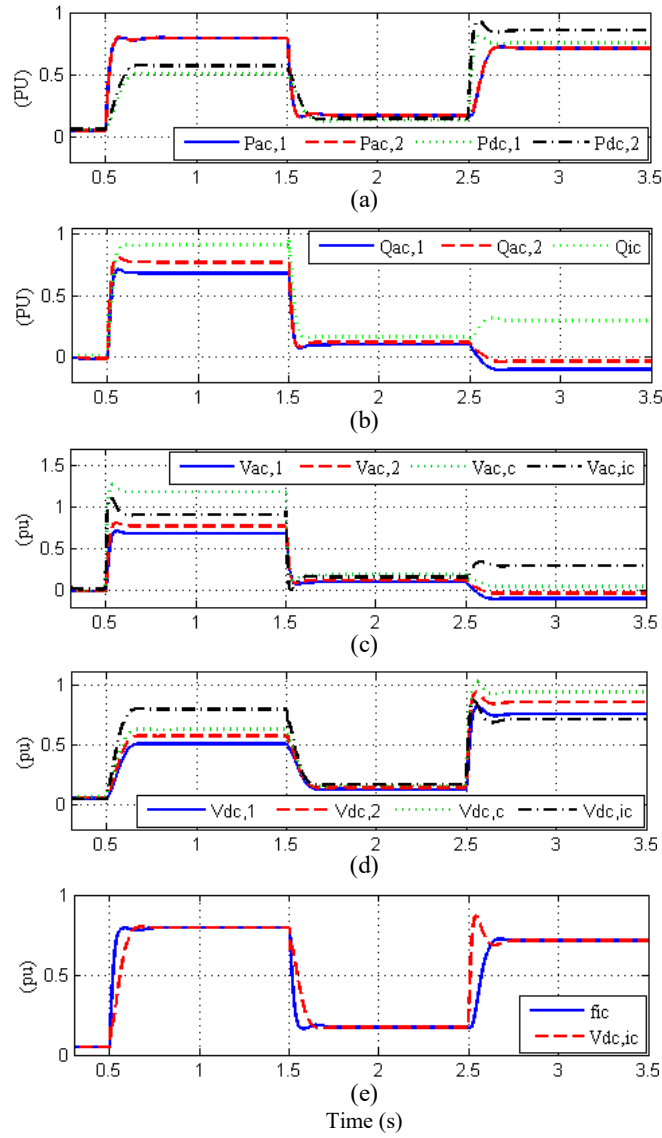 1
0.5
0
(PU)
Pac,1 Pac,2 Pdc,1 Pdc,2
0.5 1 1.5 2 2.5 3 3.5
(a)
1
0.5
0
(PU)
Qac,1 Qac,2 Qic
0.5 1 1.5 2 2.5 3 3.5
(b)
1.5
1
0.5
0
(pu)
Vac,1 Vac,2 Vac,c Vac,ic
0.5 1 1.5 2 2.5 3 3.5
(c)
1
0.5
0
(pu)
Vdc,1 Vdc,2 Vdc,c Vdc,ic
0.5 1 1.5 2 2.5 3 3.5
(d)
1
0.5
0
(pu)
fic
Vdc,ic
0.5 1 1.5 2 2.5 3 3.5
(e)
Time (s)